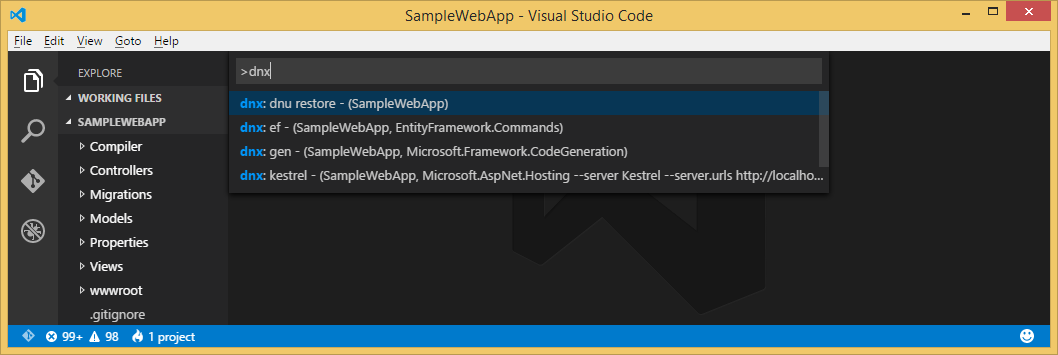 SampleWebApp - Visual Studio Code
File Edit View Goto Help
EXPLORE
WORKING FILES
SAMPLEWEBAPP
Compiler
Controllers
Migrations
Models
Properties
Views
wwwroot
.gitignore
>dnx
dnx: dnu restore - (SampleWebApp)
dnx: ef - (SampleWebApp, EntityFramework.Commands)
dnx: gen - (SampleWebApp, Microsoft.Framework.CodeGeneration)
dnx: kestrel - (SampleWebApp, Microsoft.AspNet.Hosting --server Kestrel --server.urls http://localho...
99+ 98 1 project